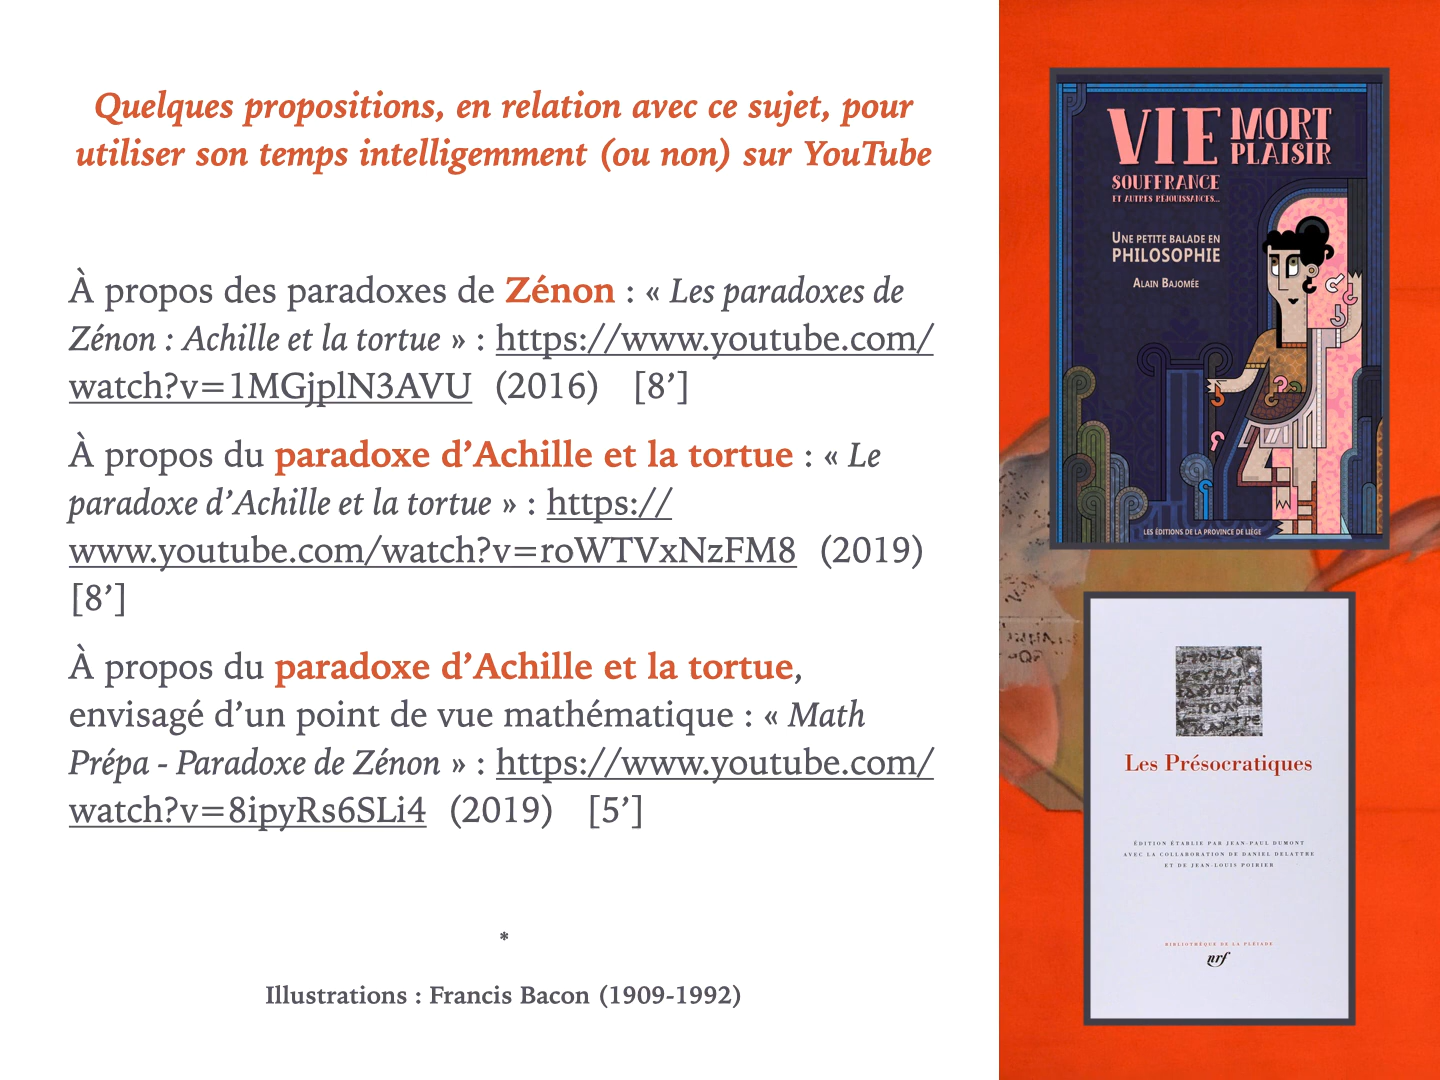 Quelques propositions, en relation avec ce sujet, pour
utiliser son temps intelligemment (ou non) sur YouTube
À propos des paradoxes de Zénon : « Les paradoxes de
Zénon : Achille et la tortue » : https://www.youtube.com/
watch?v=1MGjplN3AVU (2016) [8’]
À propos du paradoxe d’Achille et la tortue : « Le
paradoxe d’Achille et la tortue » : https://
www.youtube.com/watch?v=roWTVxNzFM8 (2019)
[8’]
À propos du paradoxe d’Achille et la tortue,
envisagé d’un point de vue mathématique : « Math
Prépa - Paradoxe de Zénon » : https://www.youtube.com/
watch?v=8ipyRs6SLi4 (2019) [5’]
*
Illustrations : Francis Bacon (1909-1992)
VIE MORT
PLAISIR
SOUFFRANCE
ET AUTRES RÉJOUISSANCES...
UNE PETITE BALADE EN
PHILOSOPHIE
ALAIN BAJOMÉE
LES ÉDITIONS DE LA PROVINCE DE LIÈGE
Les Présocratiques
ÉDITION ÉTABLIE PAR JEAN-PAUL DUMONT
AVEC LA COLLABORATION DE DANIEL DELATTRE
ET DE JEAN-LOUIS POIRIER
BIBLIOTHÈQUE DE LA PLÉIADE
nrf